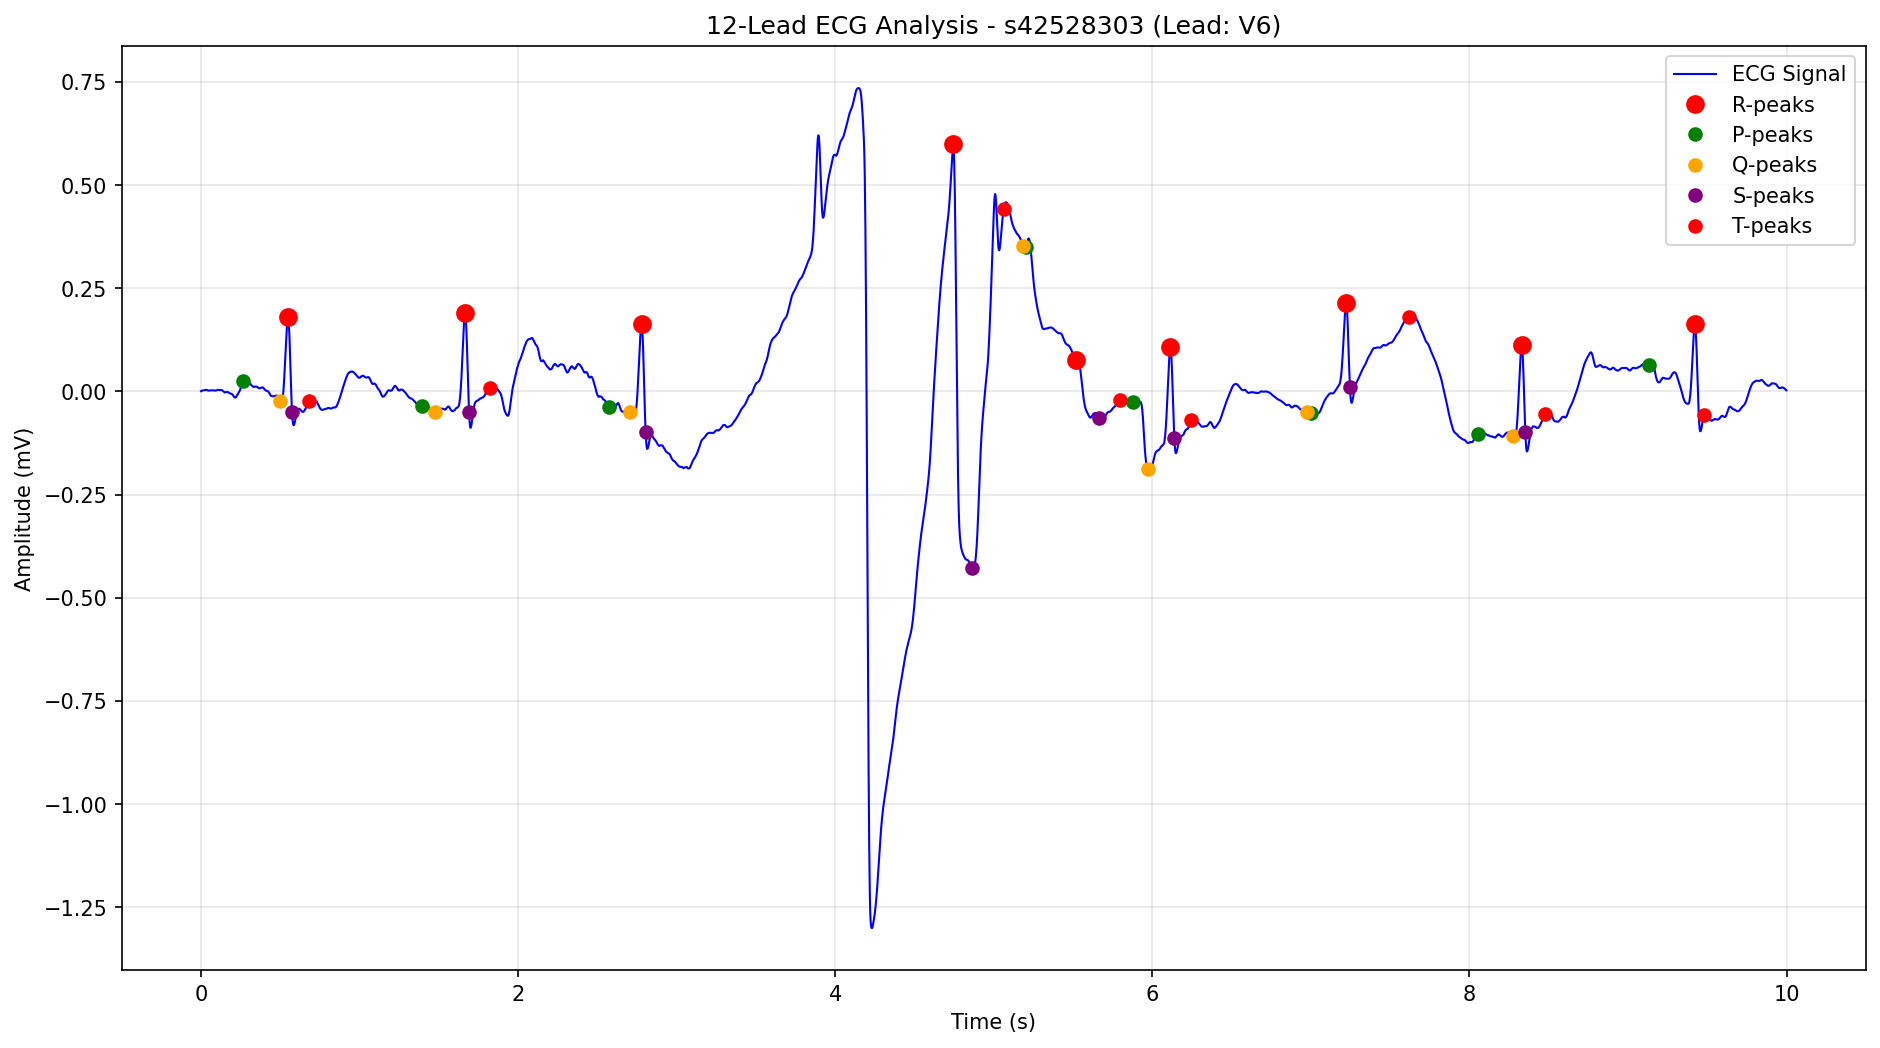 12-Lead ECG Analysis - s42528303 (Lead: V6)
ECG Signal
R-peaks
P-peaks
Q-peaks
S-peaks
T-peaks
Amplitude (mV)
0.75
0.50
0.25
0.00
−0.25
−0.50
−0.75
−1.00
−1.25
0 2 4 6 8 10
Time (s)